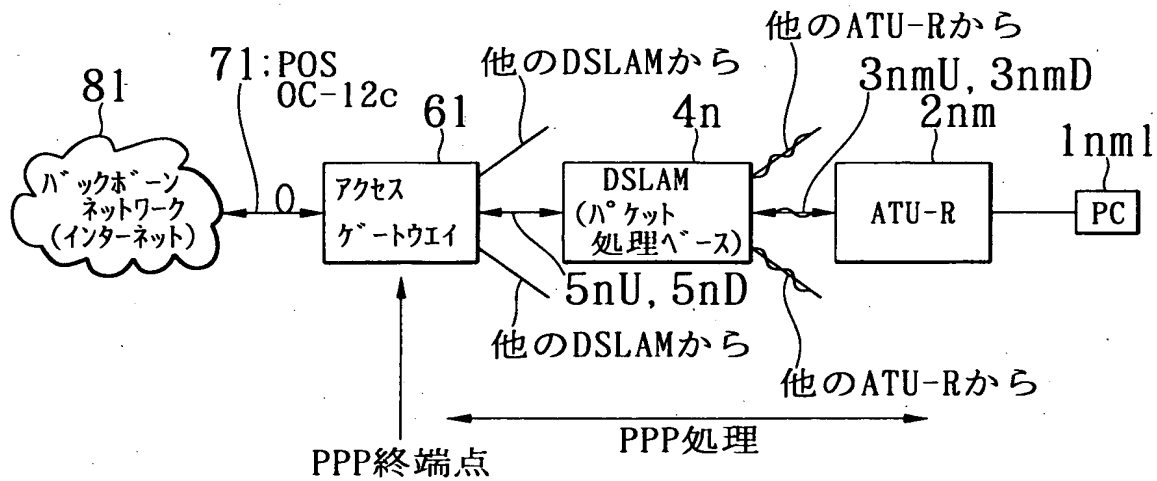 他のATU-Rから
71:POS
OC-12c
他のDSLAMから
3nmU, 3nmD
81
61
4n
2nm
1nm1
バックボーン
ネットワーク
(インターネット)
アクセス
ゲートウエイ
DSLAM
(パケット
処理ベース)
ATU-R
PC
5nU, 5nD
他のDSLAMから
他のATU-Rから
PPP処理
PPP終端点